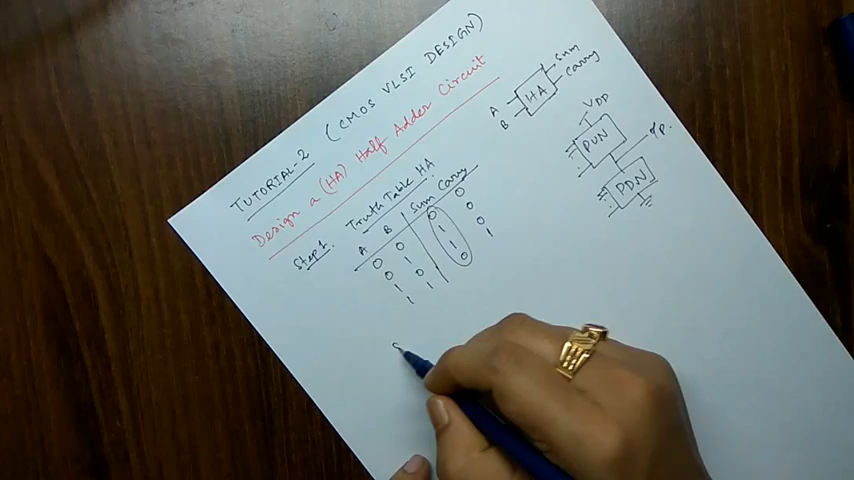 TUTORIAL-2 (CMOS VLSI DESIGN)
Design a (HA) Half Adder Circuit
Step 1. Truth Table HA
A B Sum Carry
0 0 0 0
0 1 1 0
1 0 1 0
1 1 0 1
S
A
B
HA
Sum
Carry
VDD
PUN
o/p.
PDN